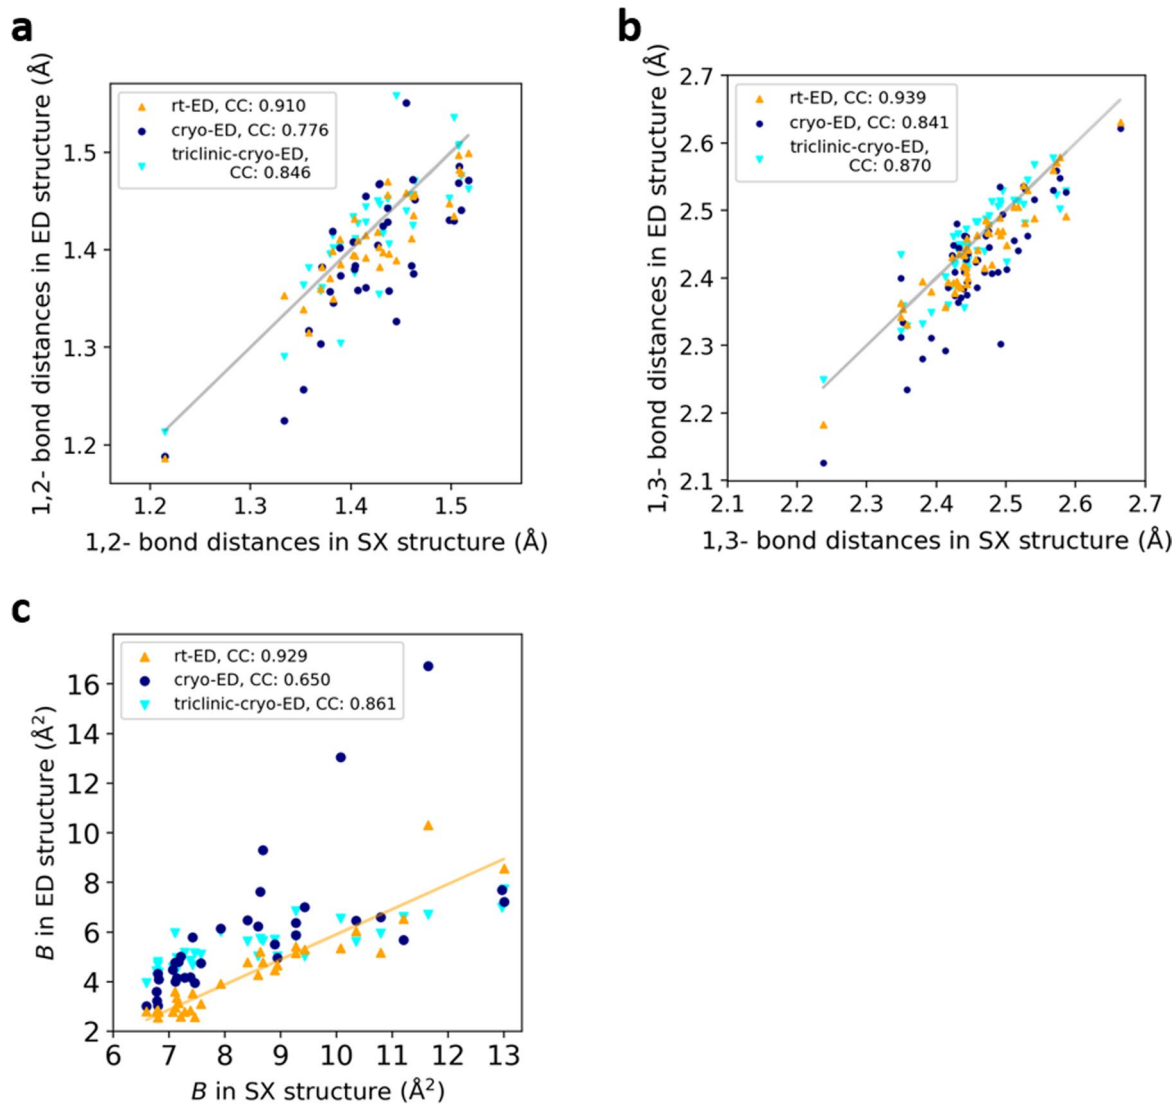 a
1,2- bond distances in ED structure (Å)
rt-ED, CC: 0.910
cryo-ED, CC: 0.776
triclinic-cryo-ED,
CC: 0.846
1.5
1.4
1.3
1.2
1.2 1.3 1.4 1.5
1,2- bond distances in SX structure (Å)
b
1,3- bond distances in ED structure (Å)
rt-ED, CC: 0.939
cryo-ED, CC: 0.841
triclinic-cryo-ED,
CC: 0.870
2.7
2.6
2.5
2.4
2.3
2.2
2.1
2.1 2.2 2.3 2.4 2.5 2.6 2.7
1,3- bond distances in SX structure (Å)
c
B in ED structure (Å²)
rt-ED, CC: 0.929
cryo-ED, CC: 0.650
triclinic-cryo-ED, CC: 0.861
16
14
12
10
8
6
4
2
6 7 8 9 10 11 12 13
B in SX structure (Å²)